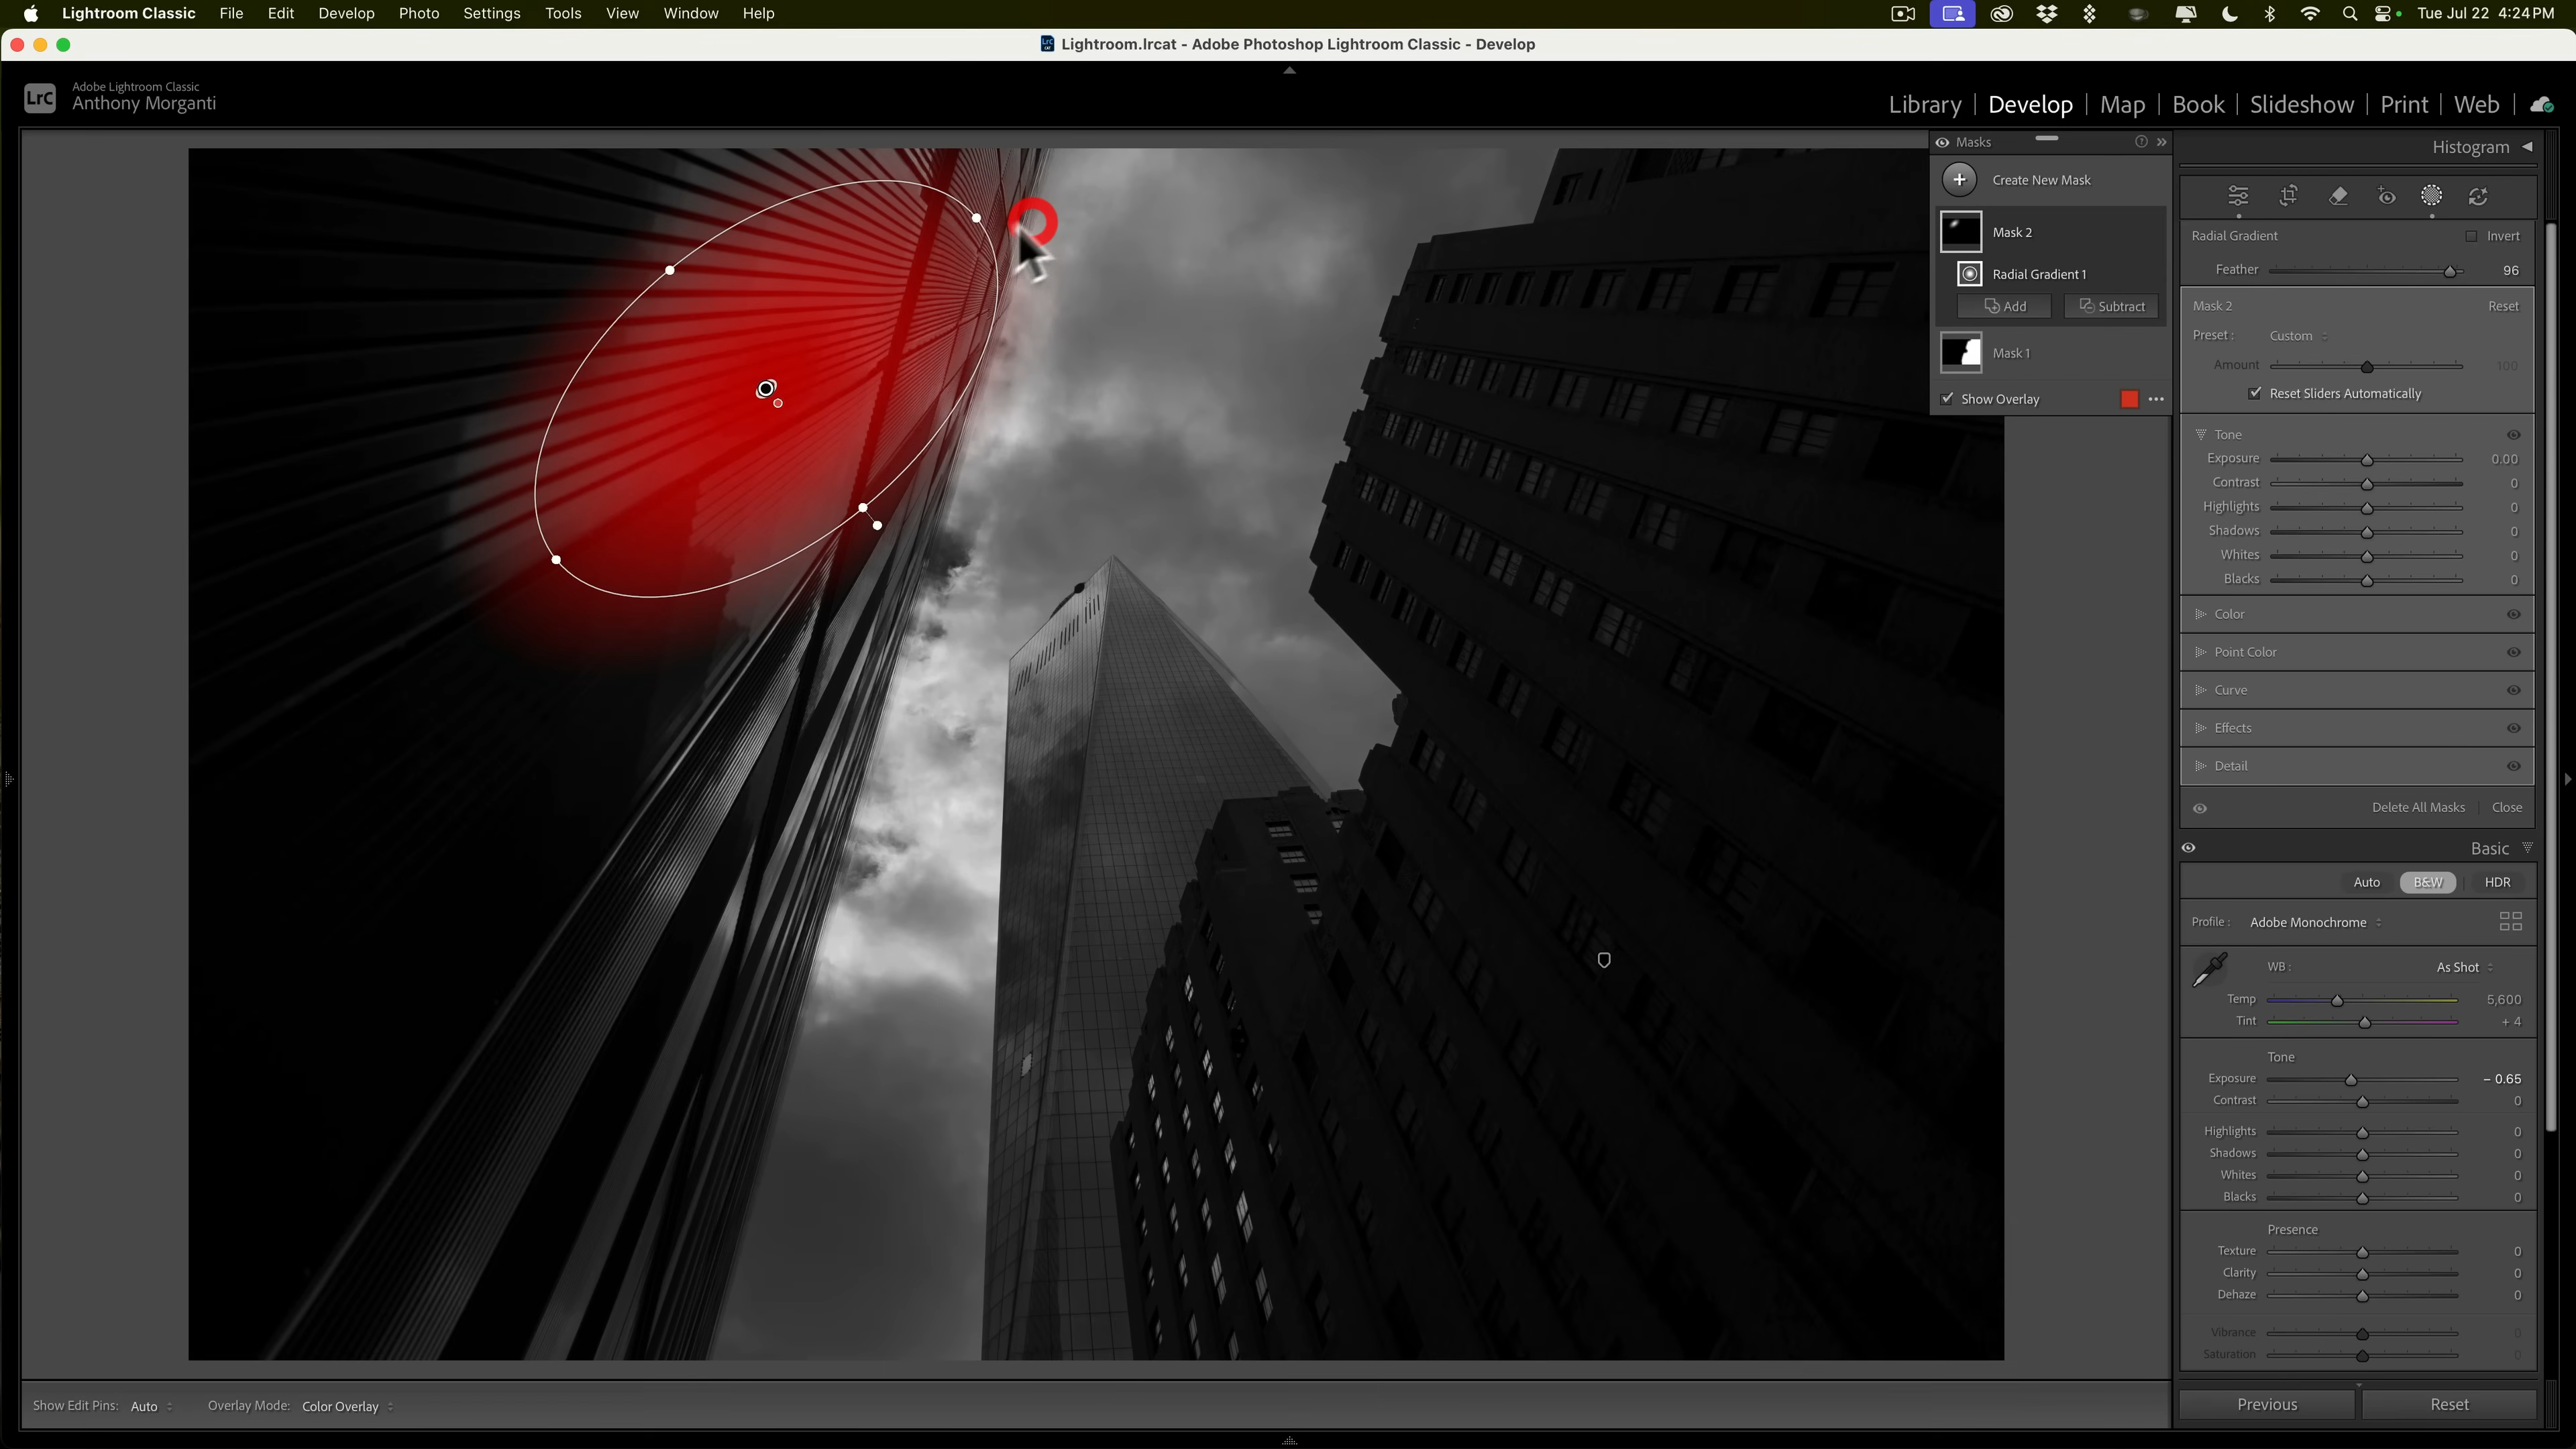 Lightroom Classic File Edit Develop Photo Settings Tools View Window Help Tue Jul 22 4:24 PM
LrC CAT Lightroom.lrcat - Adobe Photoshop Lightroom Classic - Develop
LrC
Adobe Lightroom Classic
Anthony Morganti
Library | Develop | Map | Book | Slideshow | Print | Web |
Masks
Create New Mask
Mask 2
Radial Gradient 1
Add Subtract
Mask 1
Show Overlay
Histogram
Radial Gradient Invert
Feather 96
Mask 2 Reset
Preset : Custom
Amount 100
Reset Sliders Automatically
Tone
Exposure 0.00
Contrast 0
Highlights 0
Shadows 0
Whites 0
Blacks 0
Color
Point Color
Curve
Effects
Detail
Delete All Masks Close
Basic
Auto B&W HDR
Profile : Adobe Monochrome
WB : As Shot
Temp 5,600
Tint + 4
Tone
Exposure – 0.65
Contrast 0
Highlights 0
Shadows 0
Whites 0
Blacks 0
Presence
Texture 0
Clarity 0
Dehaze 0
Vibrance 0
Saturation 0
Show Edit Pins: Auto Overlay Mode: Color Overlay
Previous Reset